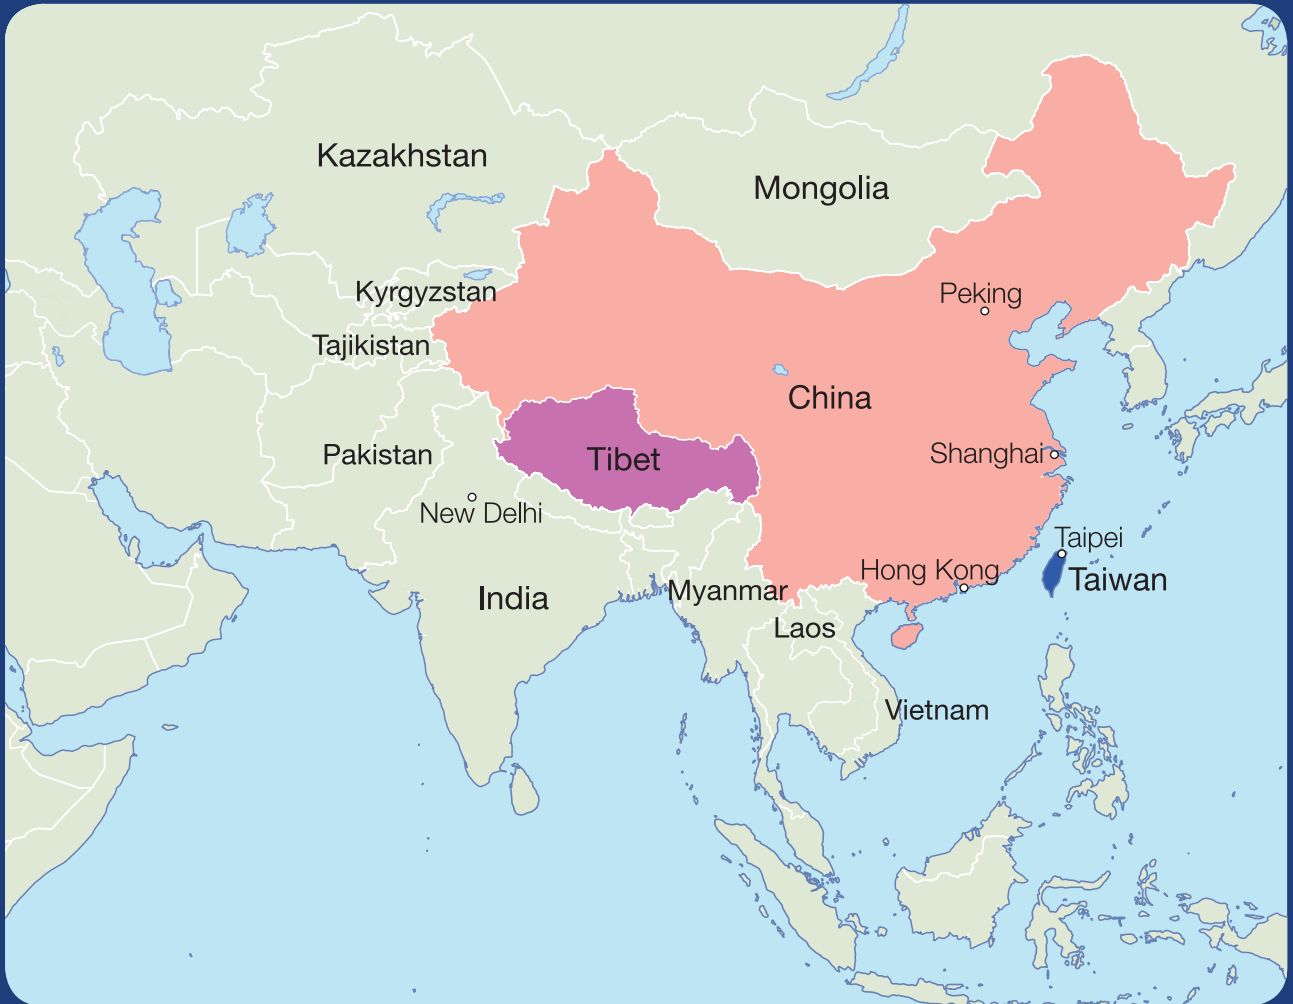 Kazakhstan
Mongolia
Kyrgyzstan
Peking
Tajikistan
China
Pakistan
Tibet
Shanghai
New Delhi
Taipei
Hong Kong
Taiwan
India
Myanmar
Laos
Vietnam